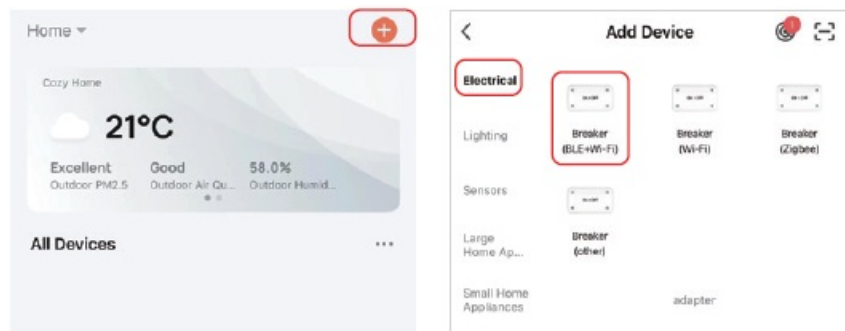 Home
Cozy Home
21°C
Excellent Good 58.0%
Outdoor PM2.5 Outdoor Air Qu... Outdoor Humid...
All Devices
Add Device
1
Electrical
Lighting
Sensors
Large
Home Ap...
Small Home
Appliances
Breaker
(BLE+Wi-Fi)
Breaker
(Wi-Fi)
Breaker
(Zigbee)
Breaker
(other)
adapter